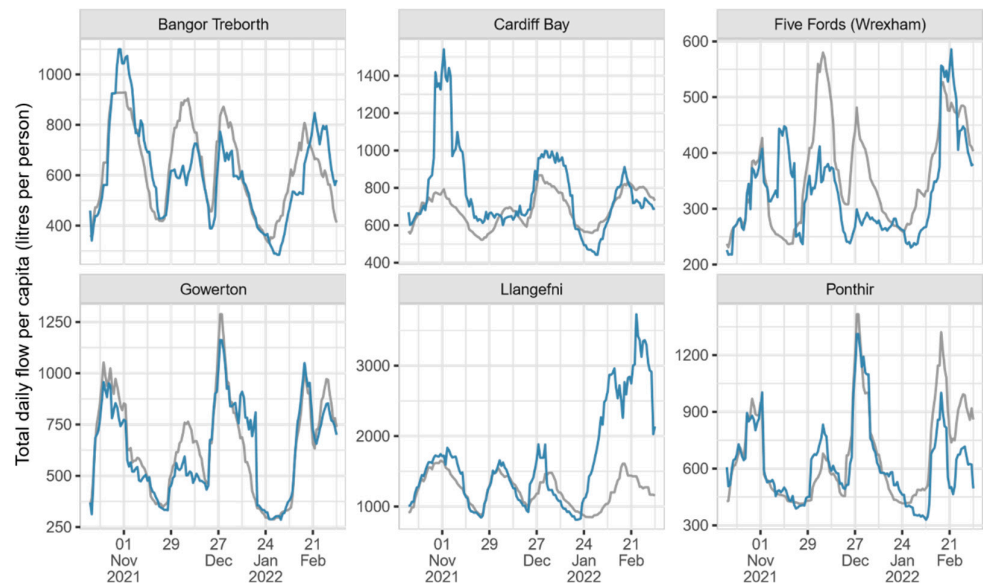 Bangor Treborth
Cardiff Bay
Five Fords (Wrexham)
Total daily flow per capita (litres per person)
1000
800
600
400
1400
1200
1000
800
600
400
600
500
400
300
200
Gowerton
Llangefni
Ponthir
1250
1000
750
500
250
3000
2000
1000
1200
900
600
300
01 29 27 24 21
Nov Dec Jan Feb
2021 2022
01 29 27 24 21
Nov Dec Jan Feb
2021 2022
01 29 27 24 21
Nov Dec Jan Feb
2021 2022